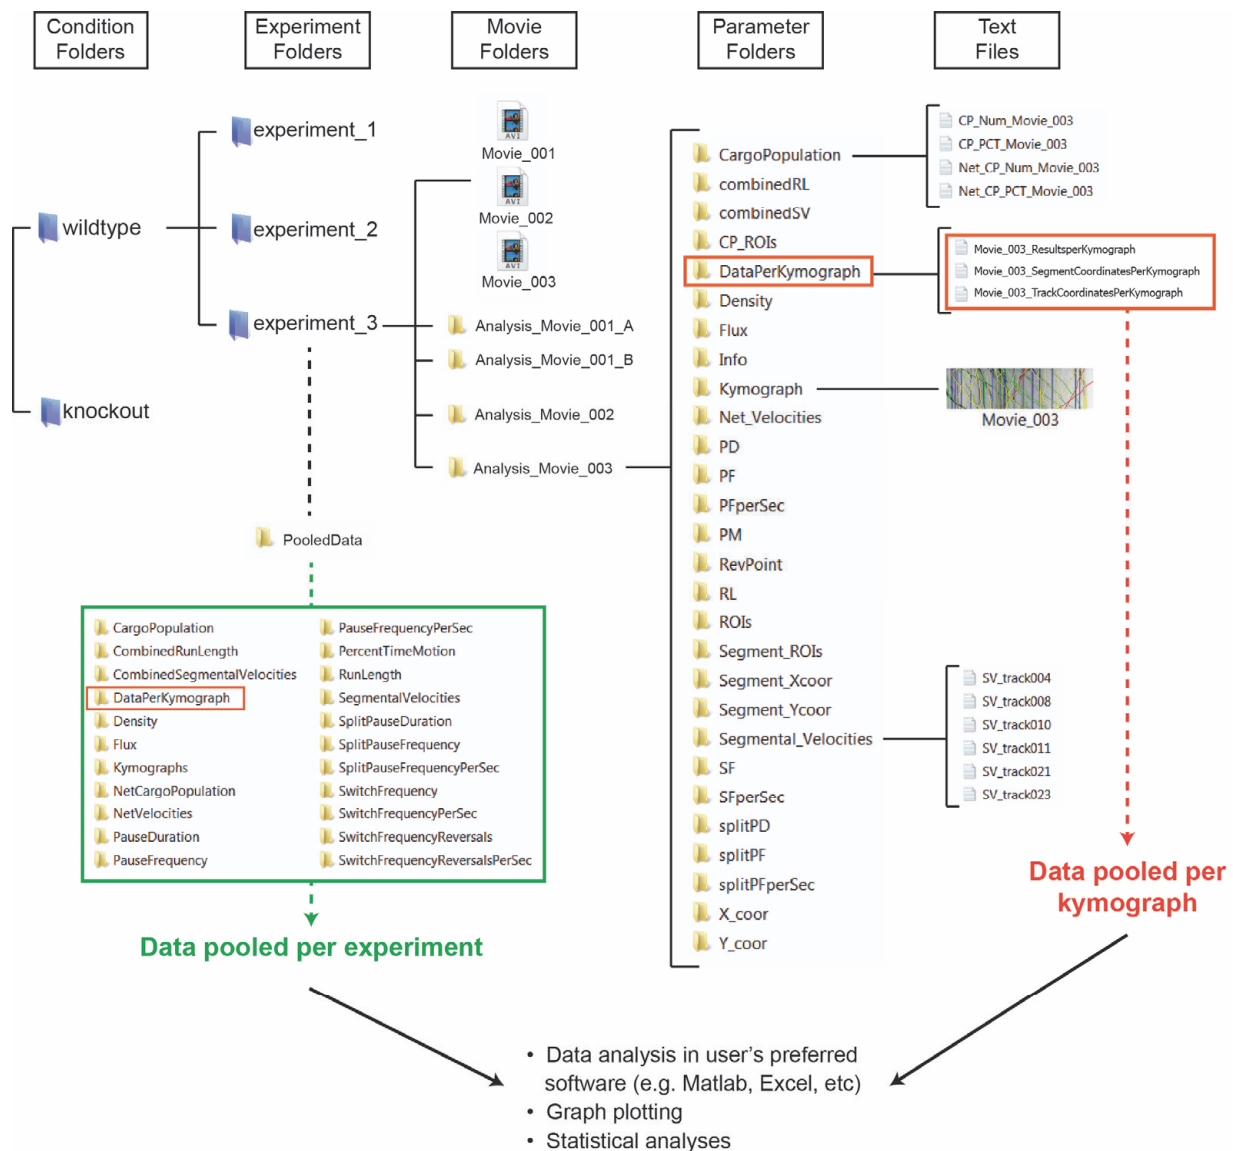 Condition
Folders
Experiment
Folders
Movie
Folders
Parameter
Folders
Text
Files
wildtype
knockout
experiment_1
experiment_2
experiment_3
AVI
Movie_001
AVI
Movie_002
AVI
Movie_003
Analysis_Movie_001_A
Analysis_Movie_001_B
Analysis_Movie_002
Analysis_Movie_003
CargoPopulation
combinedRL
combinedSV
CP_ROIs
DataPerKymograph
Density
Flux
Info
Kymograph
Net_Velocities
PD
PF
PFperSec
PM
RevPoint
RL
ROIs
Segment_ROIs
Segment_Xcoor
Segment_Ycoor
Segmental_Velocities
SF
SFperSec
splitPD
splitPF
splitPFperSec
X_coor
Y_coor
CP_Num_Movie_003
CP_PCT_Movie_003
Net_CP_Num_Movie_003
Net_CP_PCT_Movie_003
Movie_003_ResultsperKymograph
Movie_003_SegmentCoordinatesPerKymograph
Movie_003_TrackCoordinatesPerKymograph
Movie_003
SV_track004
SV_track008
SV_track010
SV_track011
SV_track021
SV_track023
PooledData
CargoPopulation
CombinedRunLength
CombinedSegmentalVelocities
DataPerKymograph
Density
Flux
Kymographs
NetCargoPopulation
NetVelocities
PauseDuration
PauseFrequency
PauseFrequencyPerSec
PercentTimeMotion
RunLength
SegmentalVelocities
SplitPauseDuration
SplitPauseFrequency
SplitPauseFrequencyPerSec
SwitchFrequency
SwitchFrequencyPerSec
SwitchFrequencyReversals
SwitchFrequencyReversalsPerSec
Data pooled per experiment
Data pooled per
kymograph
• Data analysis in user's preferred
software (e.g. Matlab, Excel, etc)
• Graph plotting
• Statistical analyses